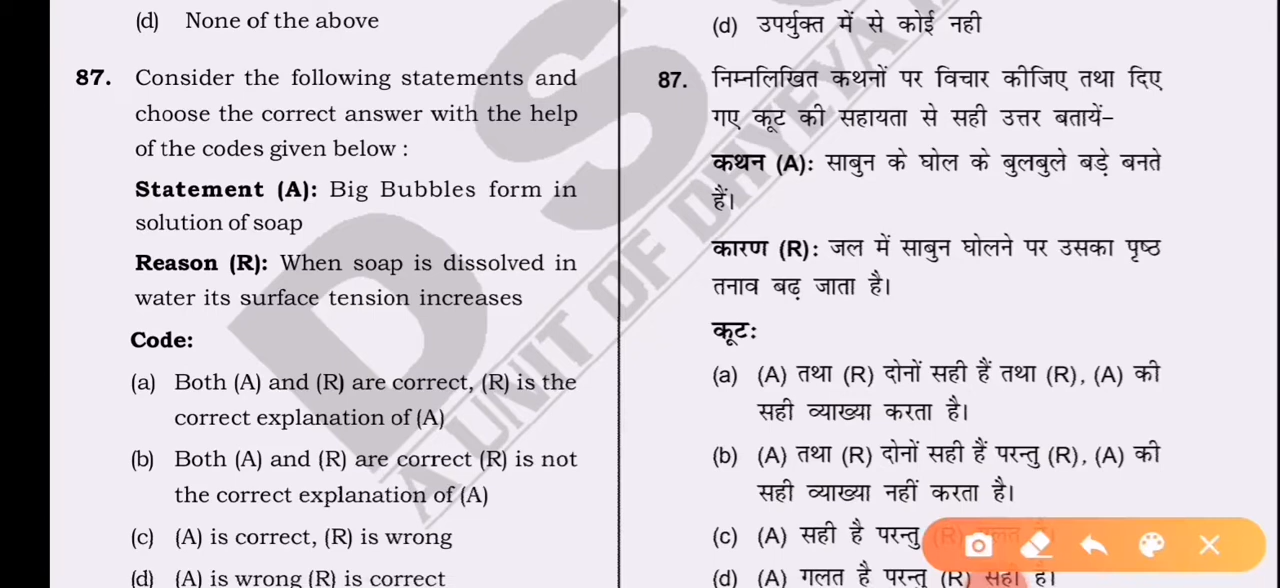 (d) None of the above
87. Consider the following statements and
choose the correct answer with the help
of the codes given below :
Statement (A): Big Bubbles form in
solution of soap
Reason (R): When soap is dissolved in
water its surface tension increases
Code:
(a) Both (A) and (R) are correct, (R) is the
correct explanation of (A)
(b) Both (A) and (R) are correct (R) is not
the correct explanation of (A)
(c) (A) is correct, (R) is wrong
(d) (A) is wrong (R) is correct
(d) उपर्युक्त में से कोई नही
87. निम्नलिखित कथनों पर विचार कीजिए तथा दिए
गए कूट की सहायता से सही उत्तर बतायें-
कथन (A): साबुन के घोल के बुलबुले बड़े बनते
हैं।
कारण (R): जल में साबुन घोलने पर उसका पृष्ठ
तनाव बढ़ जाता है।
कूट:
(a) (A) तथा (R) दोनों सही हैं तथा (R), (A) की
सही व्याख्या करता है।
(b) (A) तथा (R) दोनों सही हैं परन्तु (R), (A) की
सही व्याख्या नहीं करता है।
(c) (A) सही है परन्तु (R) गलत है।
(d) (A) गलत है परन्तु (R) सही है।
DS
A UNIT OF DHYEYA